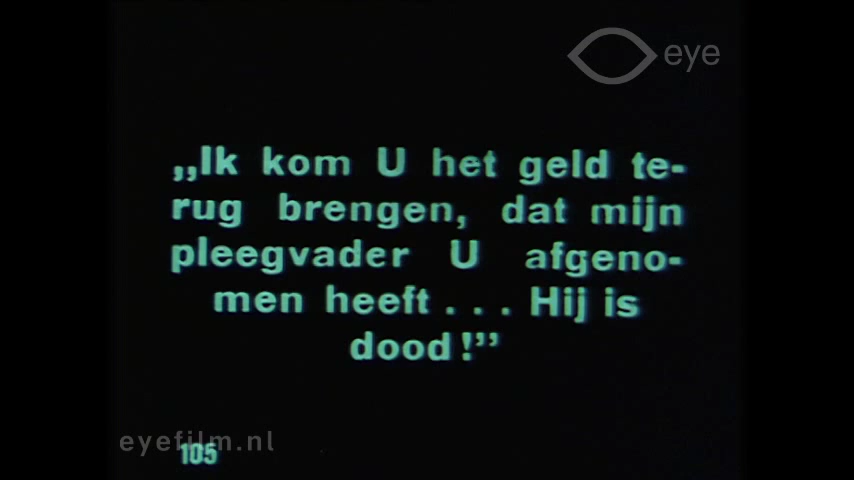 eye
„Ik kom U het geld te-
rug brengen, dat mijn
pleegvader U afgeno-
men heeft . . . Hij is
dood !”
eyefilm.nl
105